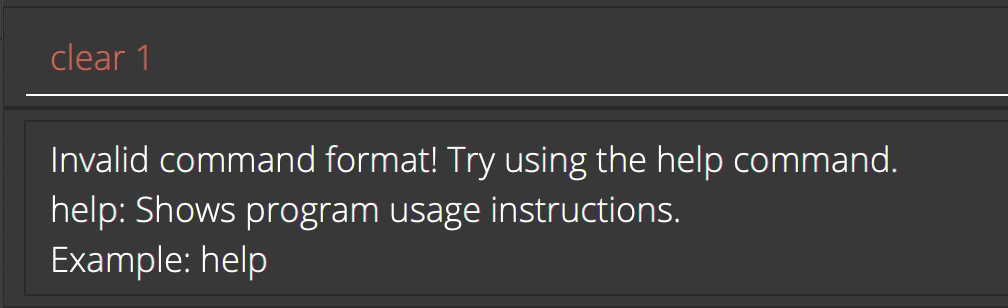 clear 1
Invalid command format! Try using the help command.
help: Shows program usage instructions.
Example: help